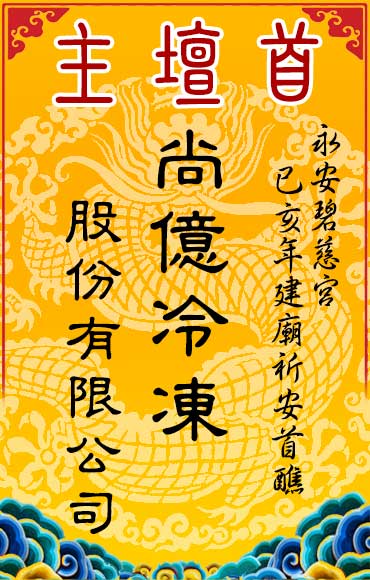 首壇主
永安碧慈宮
己亥年建廟祈安首醮
尚億冷凍
股份有限公司